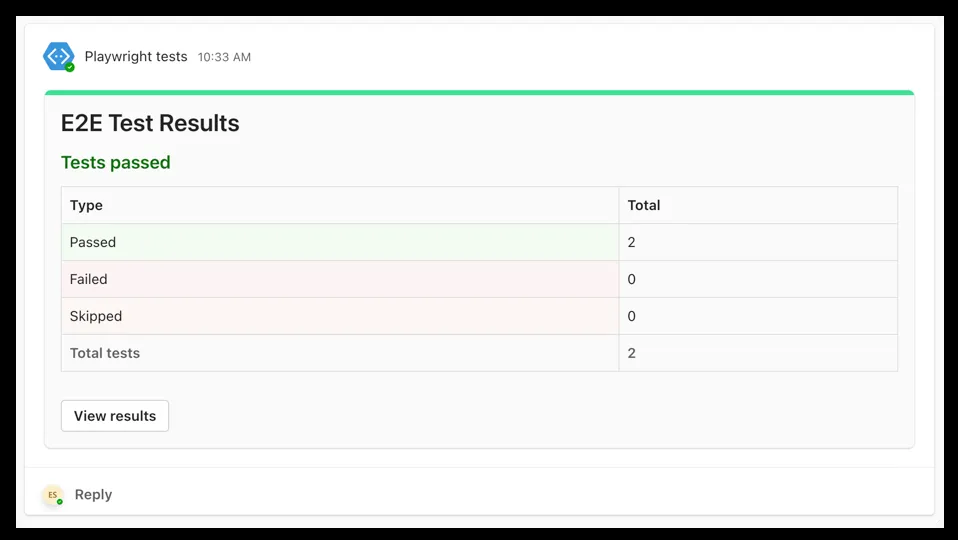 Playwright tests 10:33 AM
E2E Test Results
Tests passed
Type Total
Passed 2
Failed 0
Skipped 0
Total tests 2
View results
ES Reply